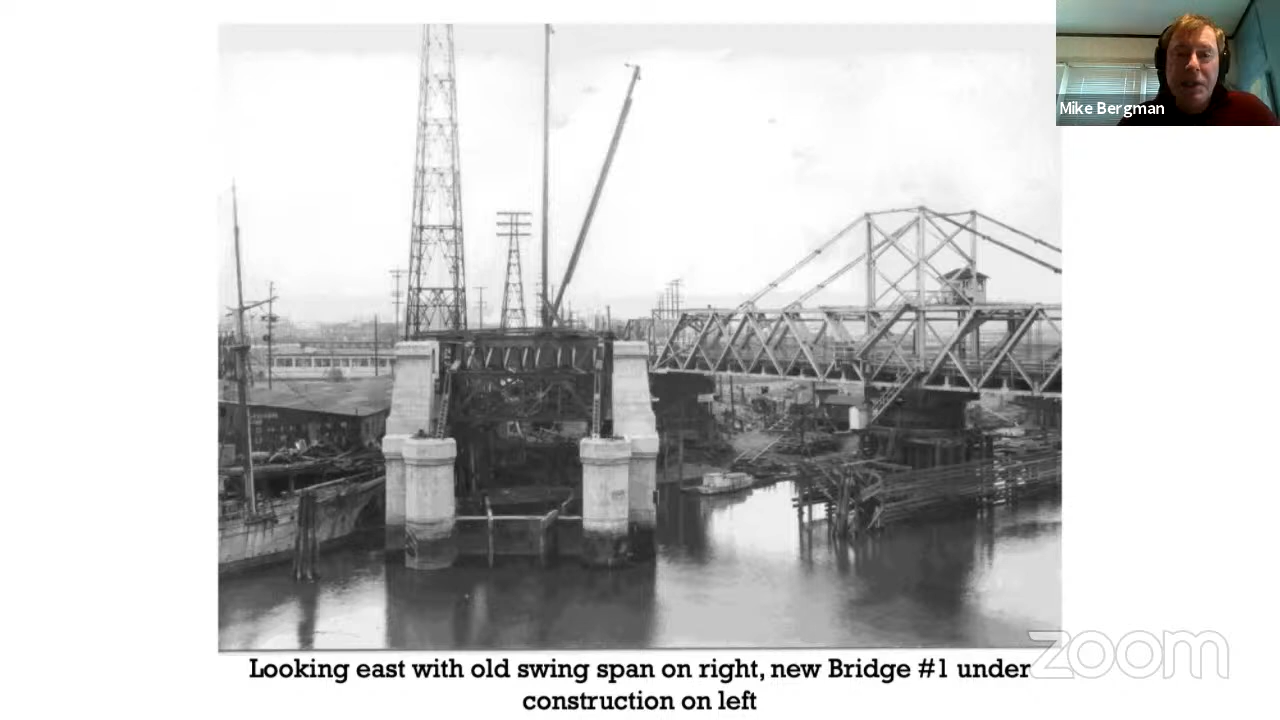 Mike Bergman
Looking east with old swing span on right, new Bridge #1 under
construction on left
zoom